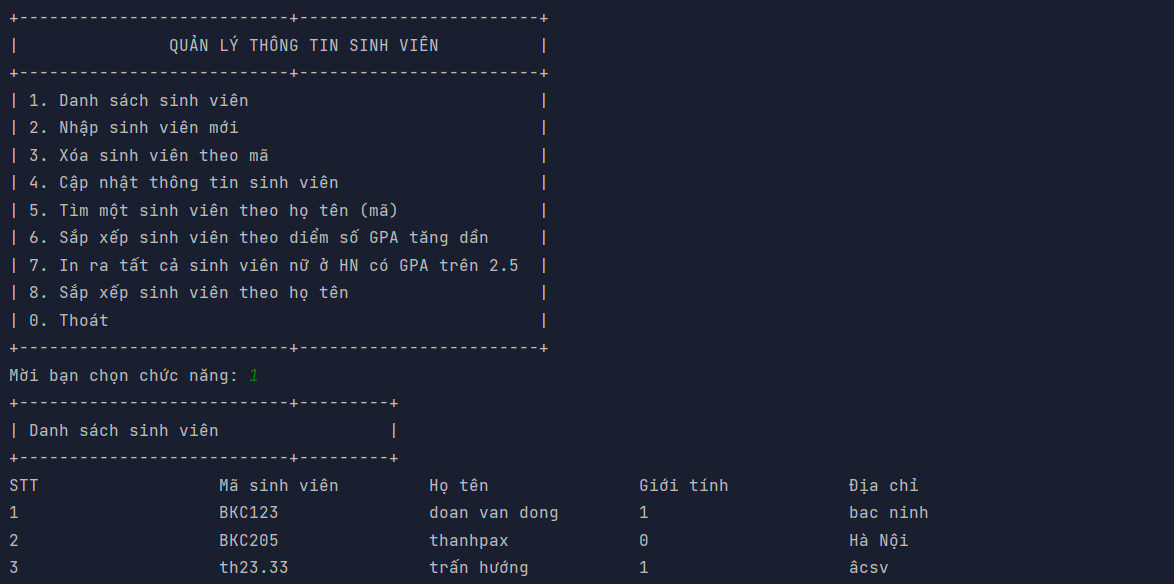 +---------------------------+------------------------+
|               QUẢN LÝ THÔNG TIN SINH VIÊN          |
+---------------------------+------------------------+
| 1. Danh sách sinh viên                             |
| 2. Nhập sinh viên mới                              |
| 3. Xóa sinh viên theo mã                           |
| 4. Cập nhật thông tin sinh viên                    |
| 5. Tìm một sinh viên theo họ tên (mã)              |
| 6. Sắp xếp sinh viên theo diểm số GPA tăng dần     |
| 7. In ra tất cả sinh viên nữ ở HN có GPA trên 2.5  |
| 8. Sắp xếp sinh viên theo họ tên                   |
| 0. Thoát                                           |
+---------------------------+------------------------+
Mời bạn chọn chức năng: 1
+---------------------------+---------+
| Danh sách sinh viên                 |
+---------------------------+---------+
STT                  Mã sinh viên         Họ tên               Giới tính            Địa chỉ
1                    BKC123               doan van dong        1                    bac ninh
2                    BKC205               thanhpax             0                    Hà Nội
3                    th23.33              trấn hướng           1                    âcsv